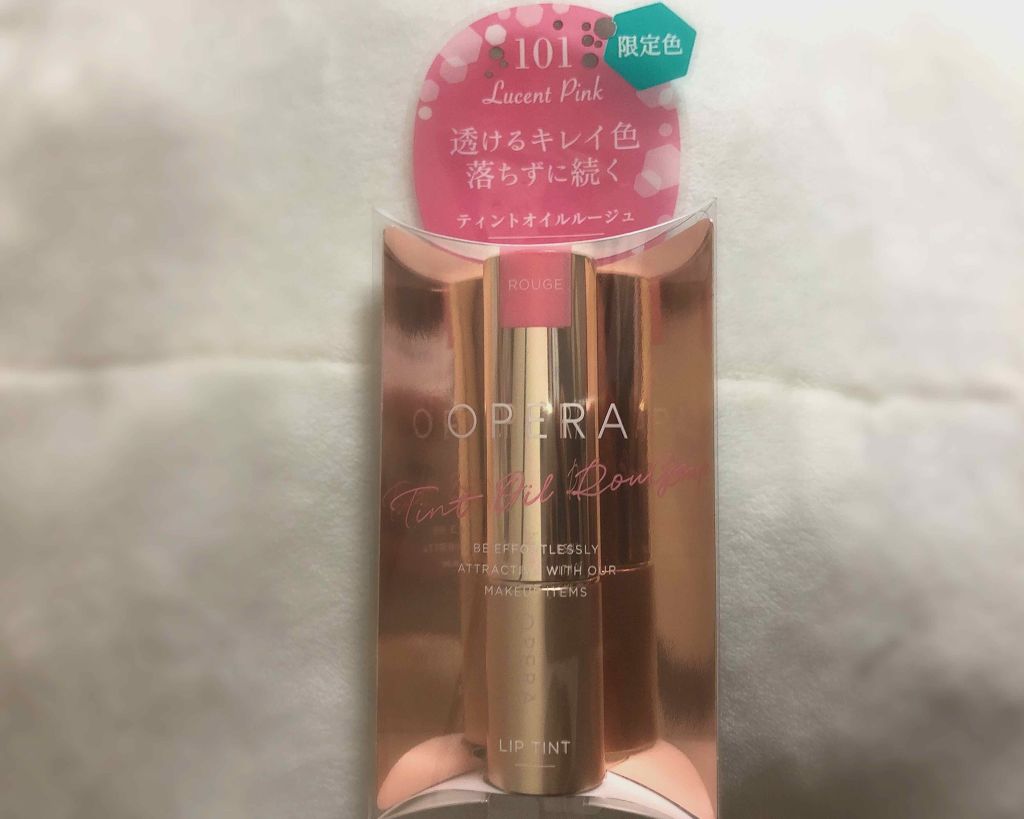 101
限定色
Lucent Pink
透けるキレイ色
落ちずに続く
ティントオイルルージュ
ROUGE
OPERA
Tint Oil Rouge
BE EFFORTLESSLY
ATTRACTIVE WITH OUR
MAKEUP ITEMS
OPERA
LIP TINT